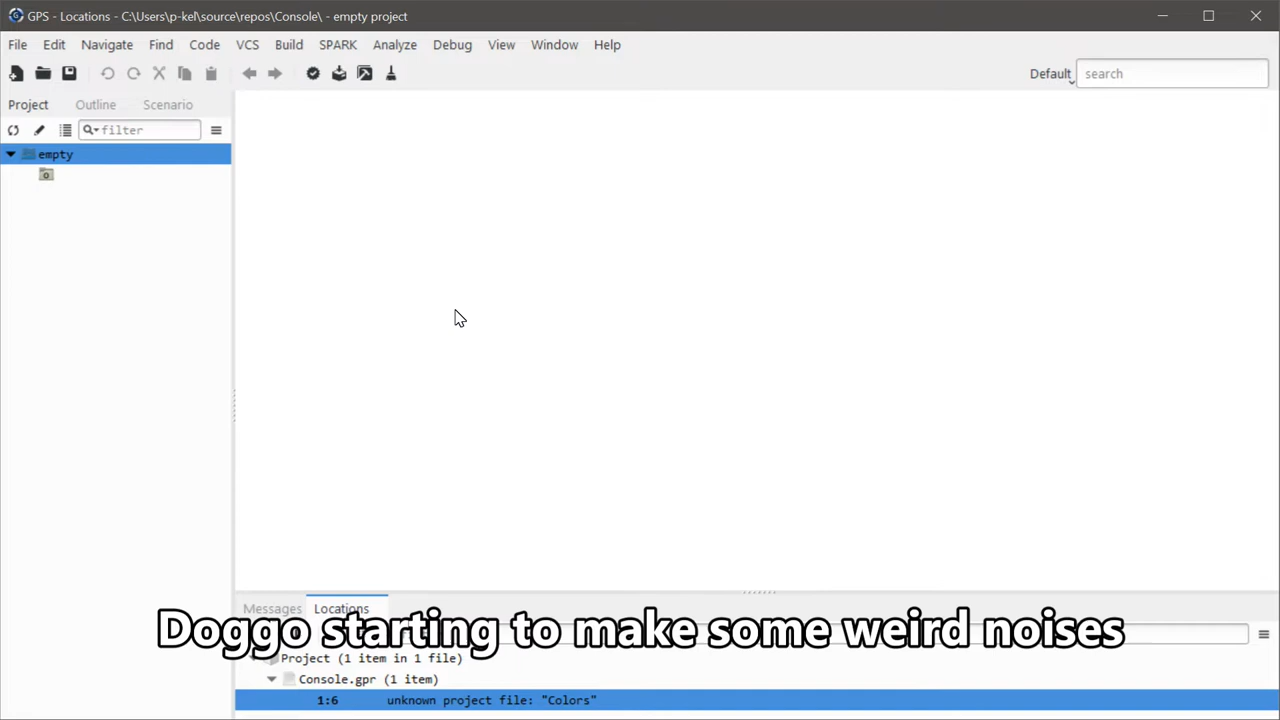 GPS - Locations - C:\Users\p-kel\source\repos\Console\ - empty project
File Edit Navigate Find Code VCS Build SPARK Analyze Debug View Window Help
Default search
Project Outline Scenario
filter
empty
Messages Locations
Doggo starting to make some weird noises
Project (1 item in 1 file)
Console.gpr (1 item)
1:6 unknown project file: "Colors"